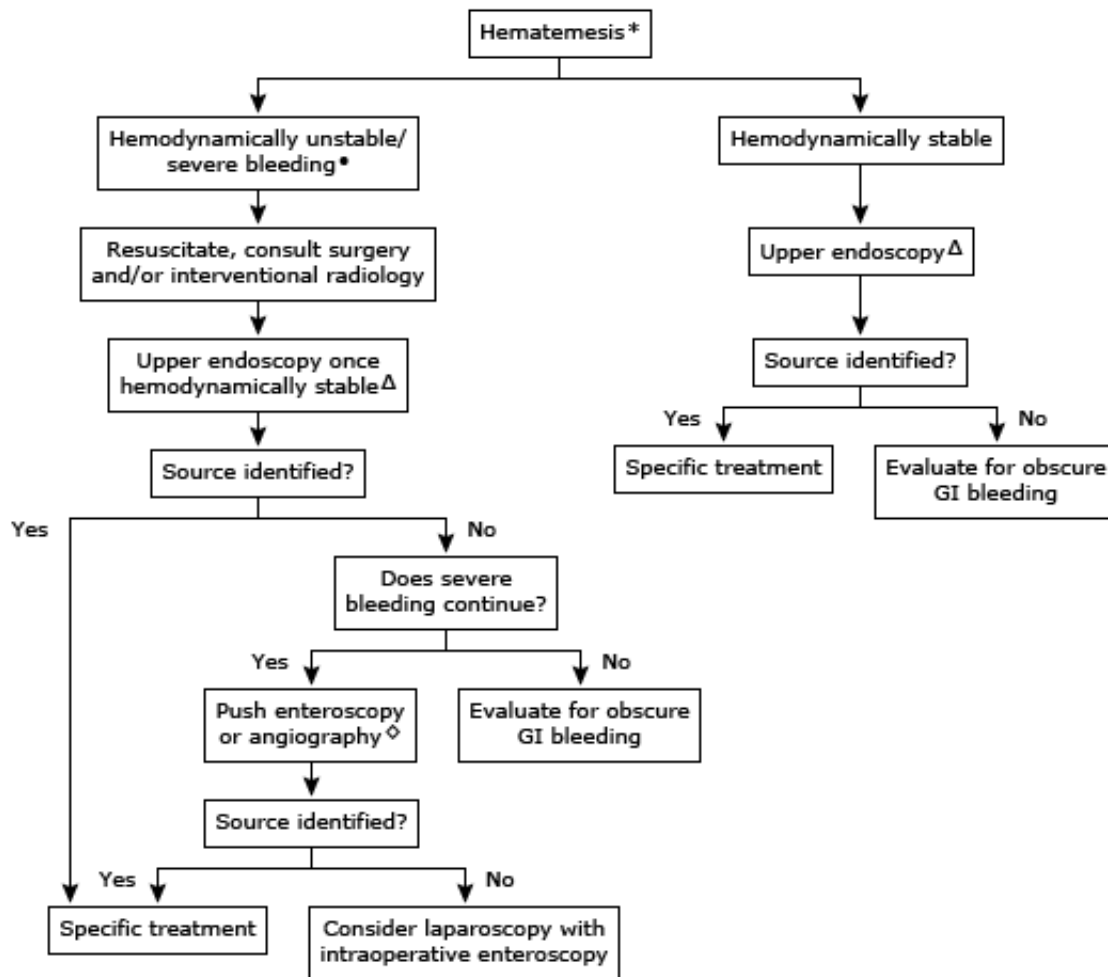 Hematemesis*
Hemodynamically unstable/
severe bleeding•
Hemodynamically stable
Resuscitate, consult surgery
and/or interventional radiology
Upper endoscopyΔ
Upper endoscopy once
hemodynamically stableΔ
Source identified?
Yes
No
Source identified?
Specific treatment
Evaluate for obscure
GI bleeding
Yes
No
Does severe
bleeding continue?
Yes
No
Push enteroscopy
or angiography◇
Evaluate for obscure
GI bleeding
Source identified?
Yes
No
Specific treatment
Consider laparoscopy with
intraoperative enteroscopy